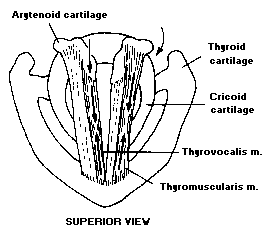 Arytenoid cartilage
Thyroid
cartilage
Cricoid
cartilage
Thyrovocalis m.
Thyromuscularis m.
SUPERIOR VIEW